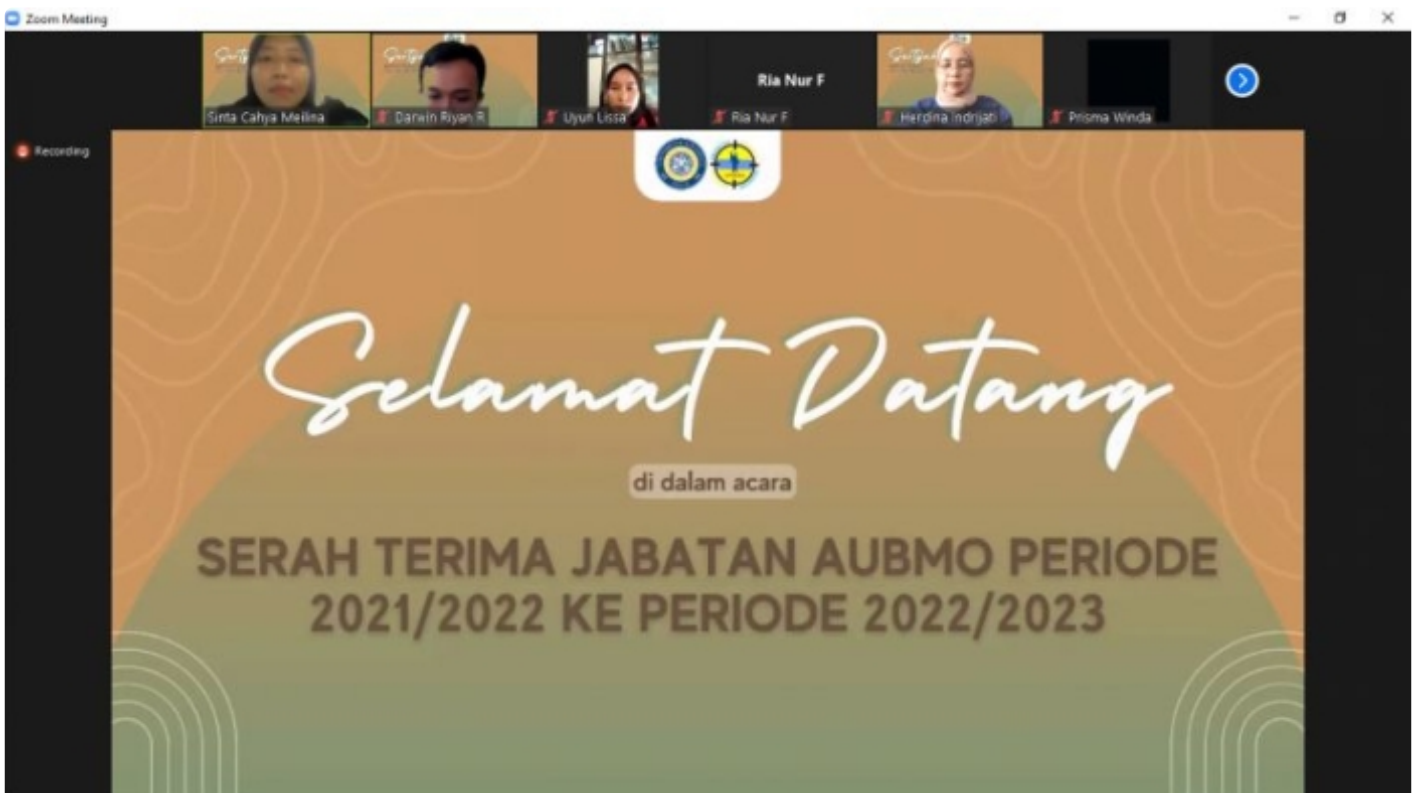 Zoom Meeting
Ria Nur F
Sinta Cahya Meilina
Darwin Riyan R
Uyun Lissa
Ria Nur F
Herdina Indrijati
Prisma Winda
Recording
Selamat Datang
di dalam acara
SERAH TERIMA JABATAN AUBMO PERIODE
2021/2022 KE PERIODE 2022/2023